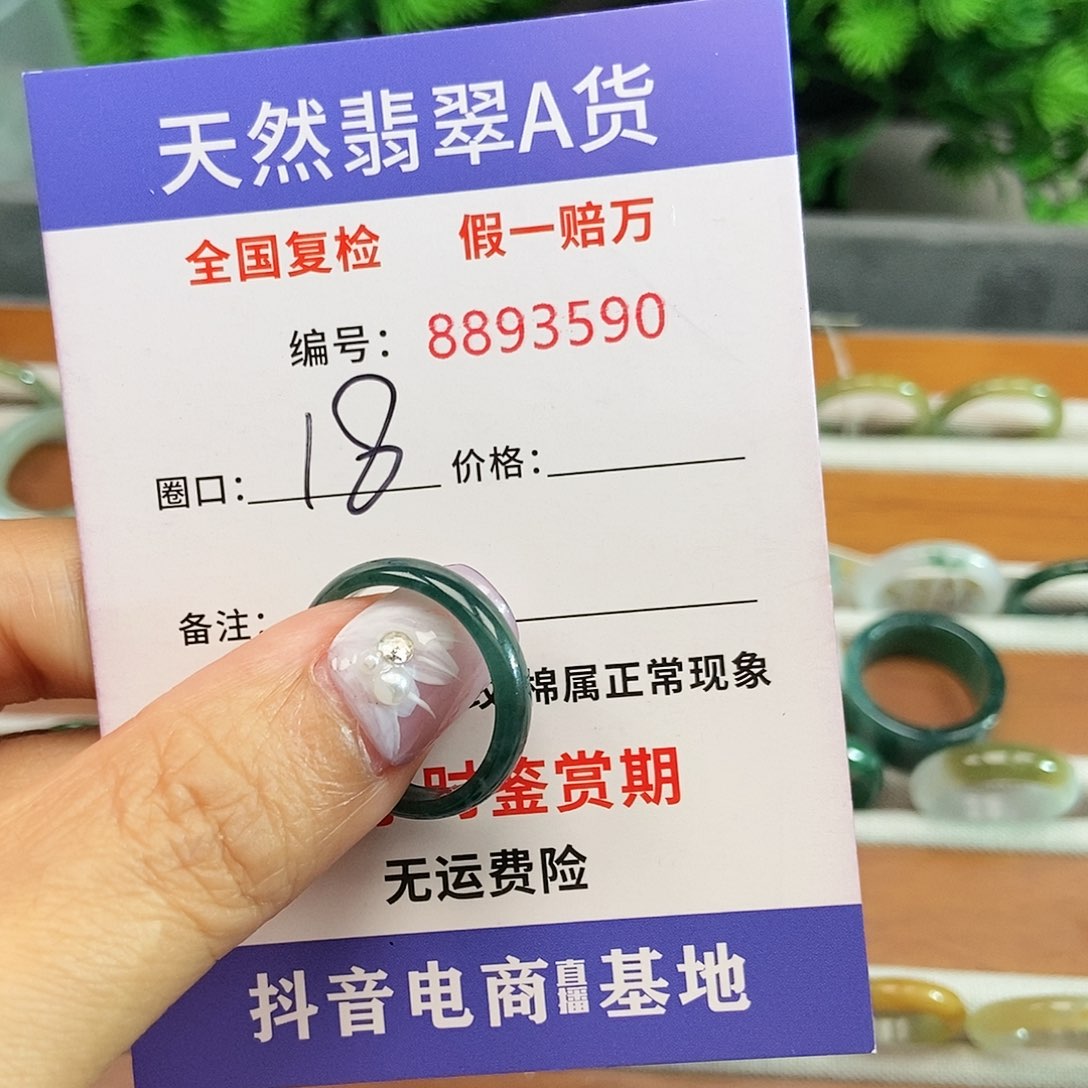 天然翡翠A货
全国复检 假一赔万
编号：8893590
圈口：18 价格：
备注：
棉属正常现象
时鉴赏期
无运费险
抖音电商直播基地